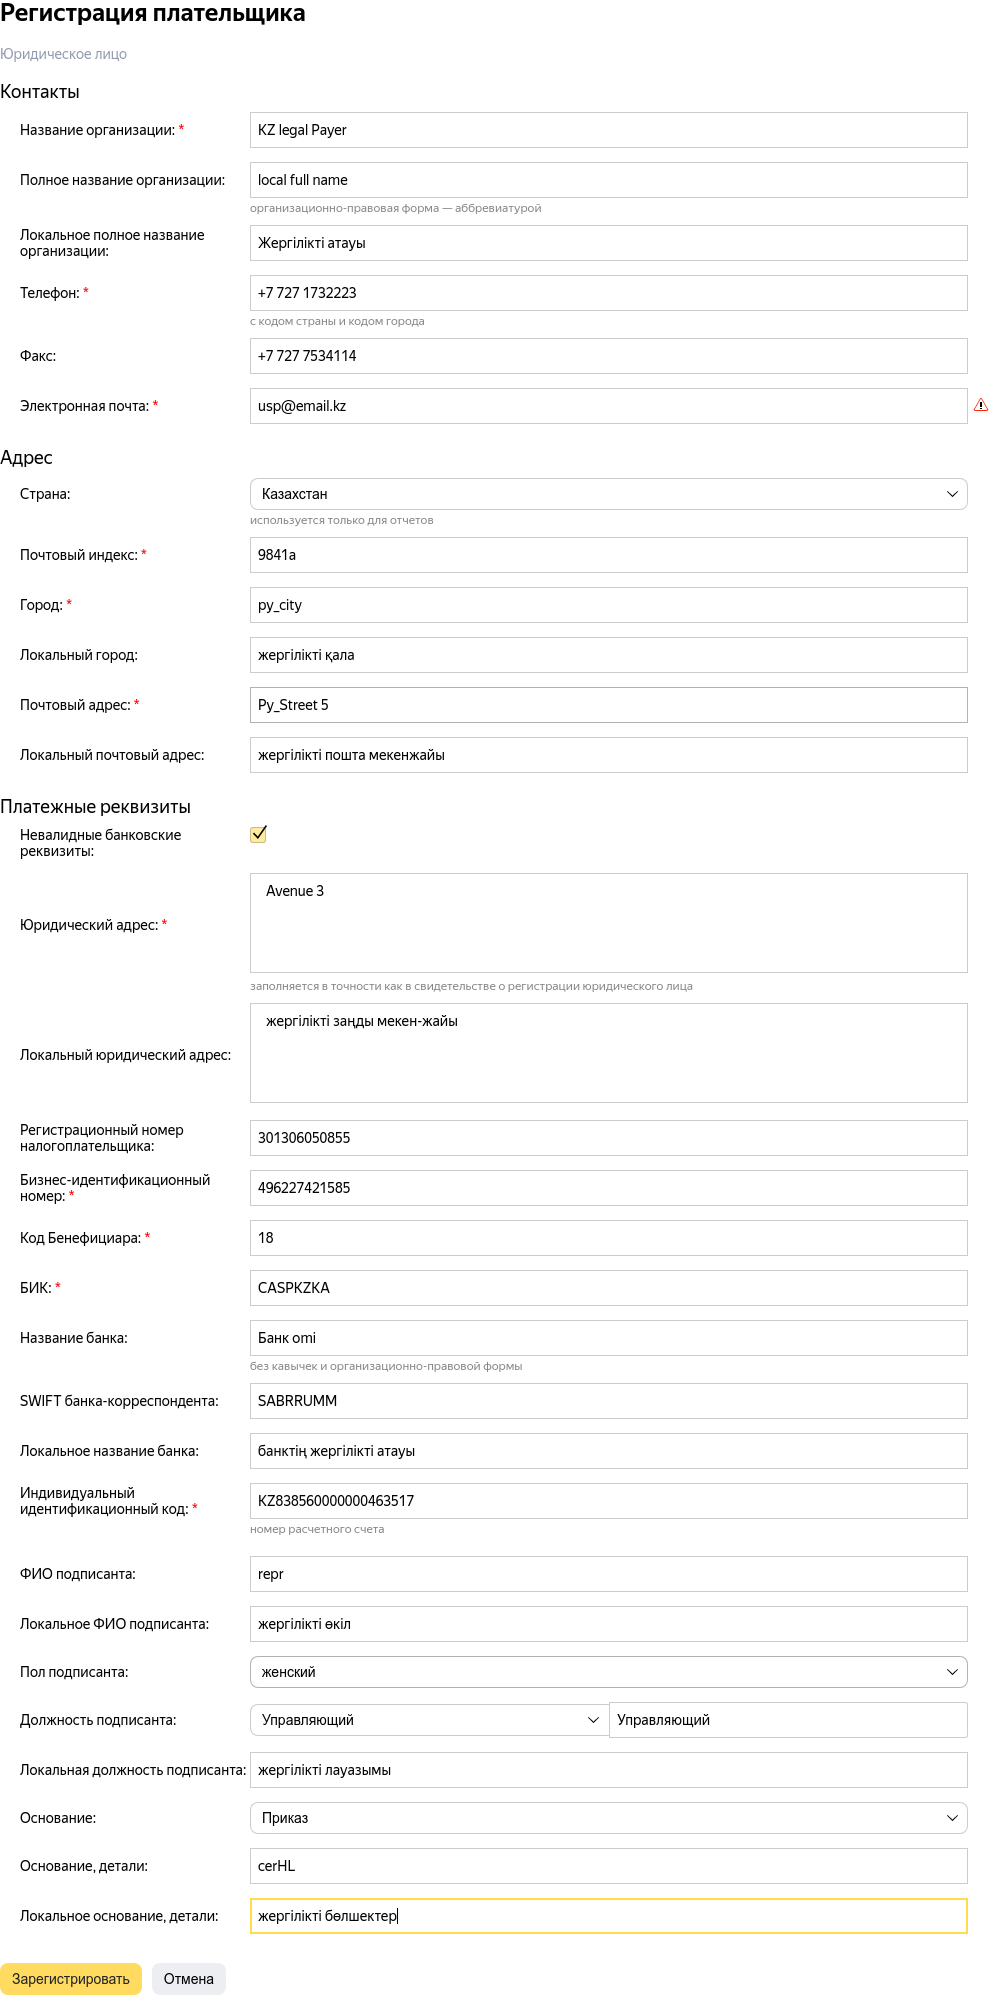 Регистрация плательщика
Юридическое лицо
Контакты
Название организации: *
KZ legal Payer
Полное название организации:
local full name
организационно-правовая форма — аббревиатурой
Локальное полное название
организации:
Жергілікті атауы
Телефон: *
+7 727 1732223
с кодом страны и кодом города
Факс:
+7 727 7534114
Электронная почта: *
usp@email.kz
Адрес
Страна:
Казахстан
используется только для отчетов
Почтовый индекс: *
9841a
Город: *
py_city
Локальный город:
жергілікті қала
Почтовый адрес: *
Py_Street 5
Локальный почтовый адрес:
жергілікті пошта мекенжайы
Платежные реквизиты
Невалидные банковские
реквизиты:
Юридический адрес: *
Avenue 3
заполняется в точности как в свидетельстве о регистрации юридического лица
Локальный юридический адрес:
жергілікті заңды мекен-жайы
Регистрационный номер
налогоплательщика:
301306050855
Бизнес-идентификационный
номер: *
496227421585
Код Бенефициара: *
18
БИК: *
CASPKZKA
Название банка:
Банк omi
без кавычек и организационно-правовой формы
SWIFT банка-корреспондента:
SABRRUMM
Локальное название банка:
банктің жергілікті атауы
Индивидуальный
идентификационный код: *
KZ838560000000463517
номер расчетного счета
ФИО подписанта:
repr
Локальное ФИО подписанта:
жергілікті өкіл
Пол подписанта:
женский
Должность подписанта:
Управляющий
Управляющий
Локальная должность подписанта:
жергілікті лауазымы
Основание:
Приказ
Основание, детали:
cerHL
Локальное основание, детали:
жергілікті бөлшектер
Зарегистрировать
Отмена